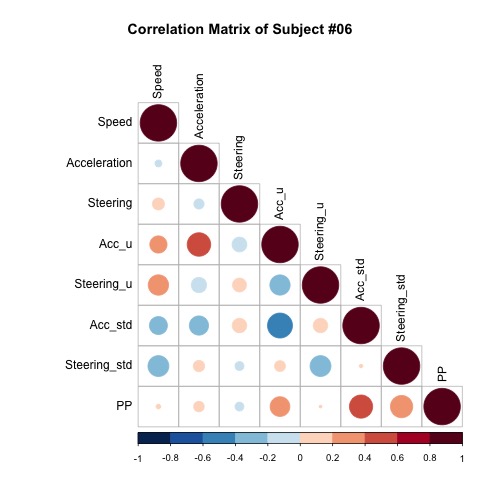 Correlation Matrix of Subject #06
Speed
Acceleration
Steering
Acc_u
Steering_u
Acc_std
Steering_std
PP
Speed
Acceleration
Steering
Acc_u
Steering_u
Acc_std
Steering_std
PP
-1 -0.8 -0.6 -0.4 -0.2 0 0.2 0.4 0.6 0.8 1